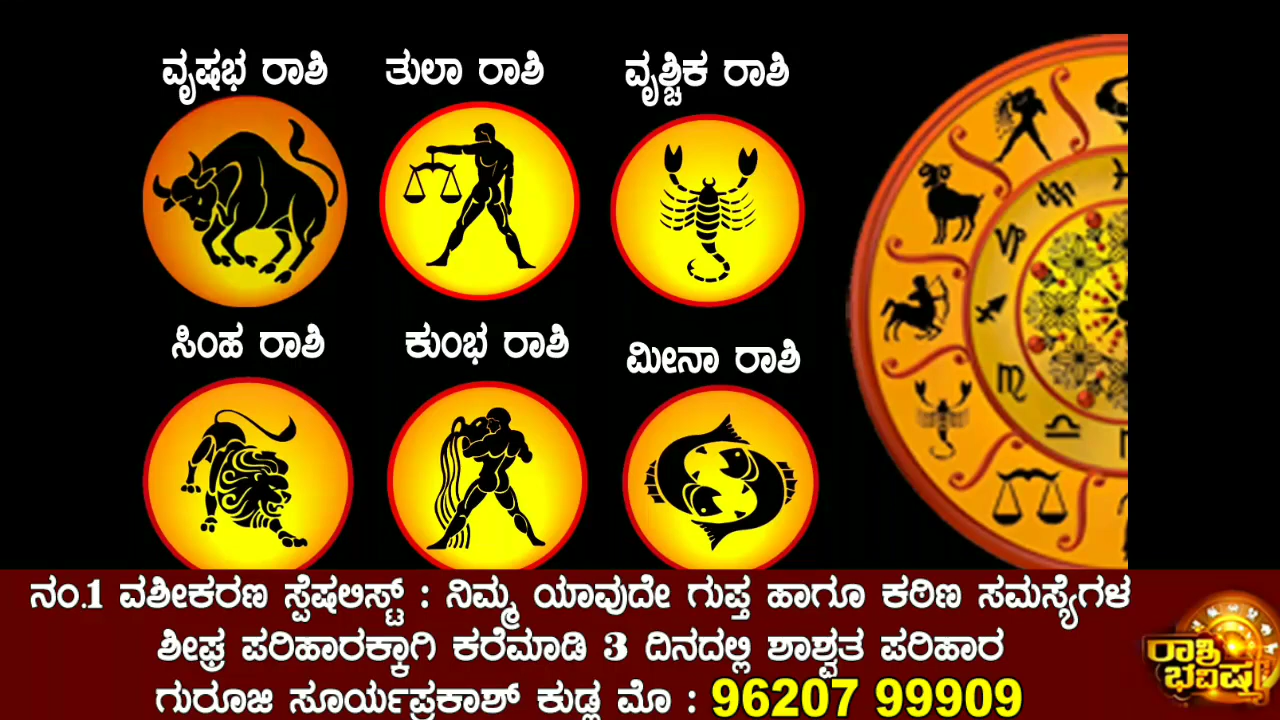 ವೃಷಭ ರಾಶಿ ತುಲಾ ರಾಶಿ ವೃಶ್ಚಿಕ ರಾಶಿ
ಸಿಂಹ ರಾಶಿ ಕುಂಭ ರಾಶಿ ಮೀನಾ ರಾಶಿ
ನಂ.1 ವಶೀಕರಣ ಸ್ಪೆಷಲಿಸ್ಟ್ : ನಿಮ್ಮ ಯಾವುದೇ ಗುಪ್ತ ಹಾಗೂ ಕಠಿಣ ಸಮಸ್ಯೆಗಳ
ಶೀಘ್ರ ಪರಿಹಾರಕ್ಕಾಗಿ ಕರೆಮಾಡಿ 3 ದಿನದಲ್ಲಿ ಶಾಶ್ವತ ಪರಿಹಾರ
ಗುರೂಜಿ ಸೂರ್ಯಪ್ರಕಾಶ್ ಕುಡ್ಲ ಮೊ : 96207 99909
ರಾಶಿ
ಭವಿಷ್ಯ